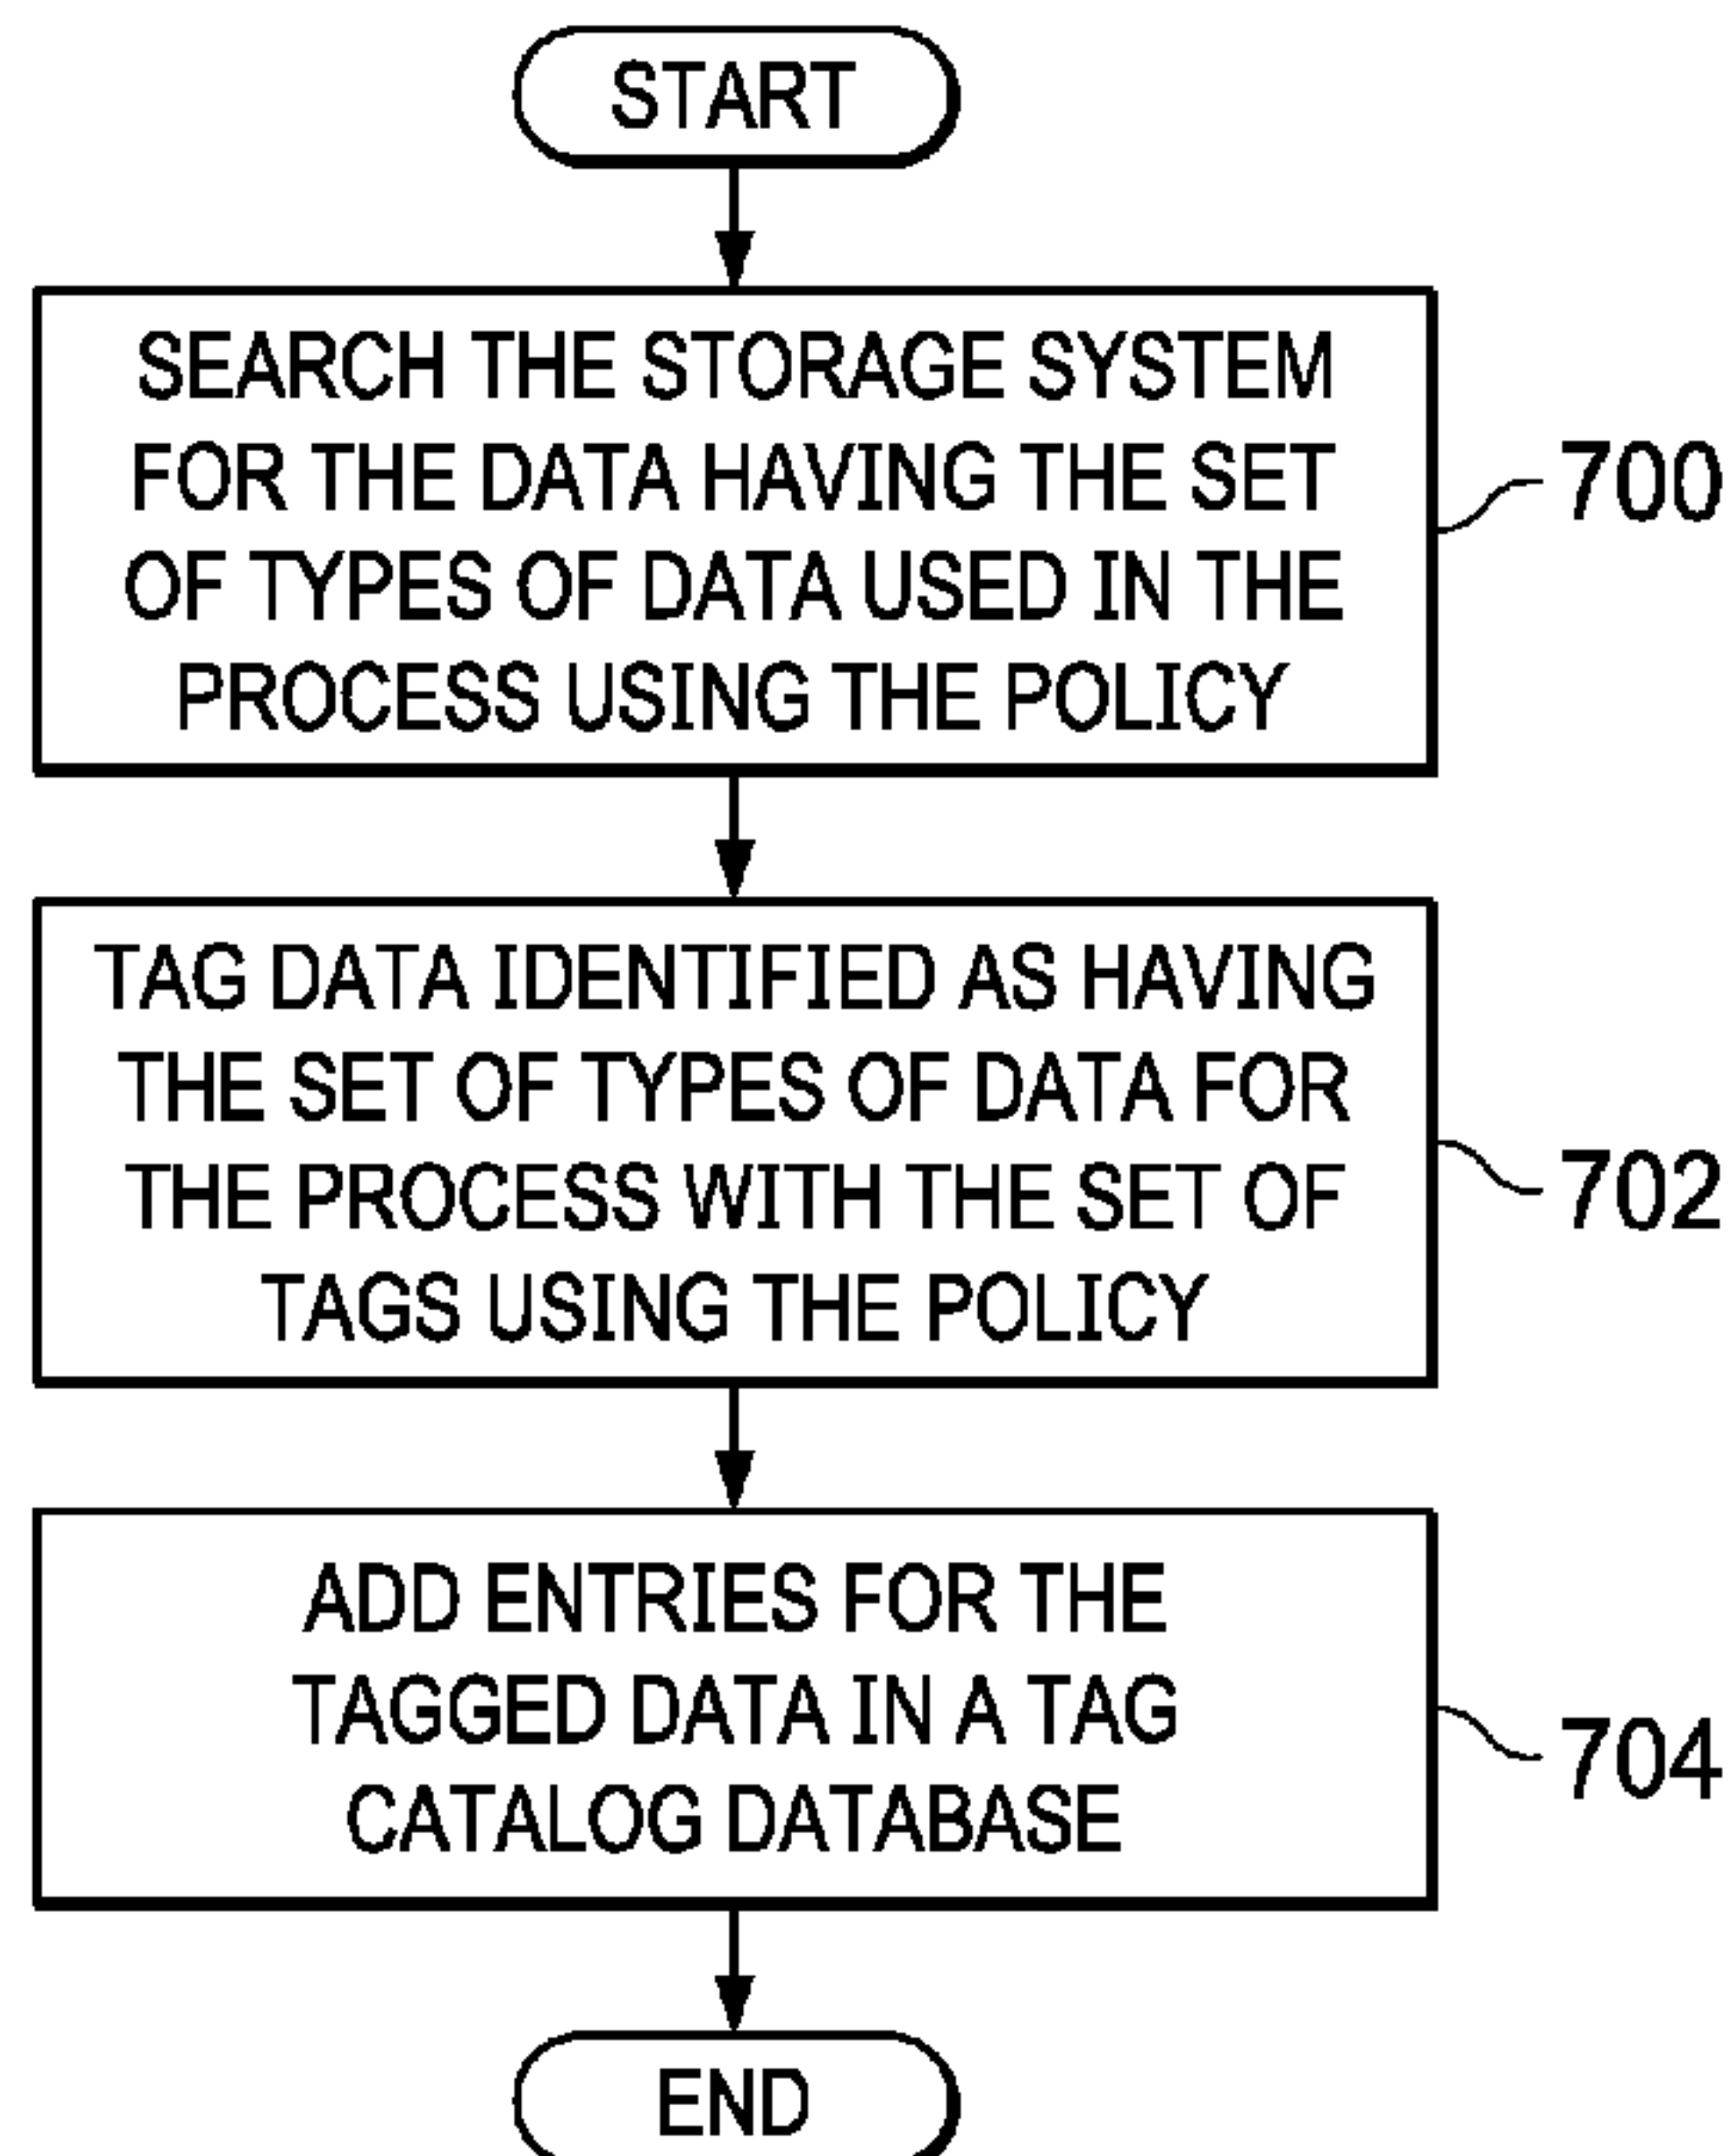 START
SEARCH THE STORAGE SYSTEM
FOR THE DATA HAVING THE SET
OF TYPES OF DATA USED IN THE
PROCESS USING THE POLICY
700
TAG DATA IDENTIFIED AS HAVING
THE SET OF TYPES OF DATA FOR
THE PROCESS WITH THE SET OF
TAGS USING THE POLICY
702
ADD ENTRIES FOR THE
TAGGED DATA IN A TAG
CATALOG DATABASE
704
END